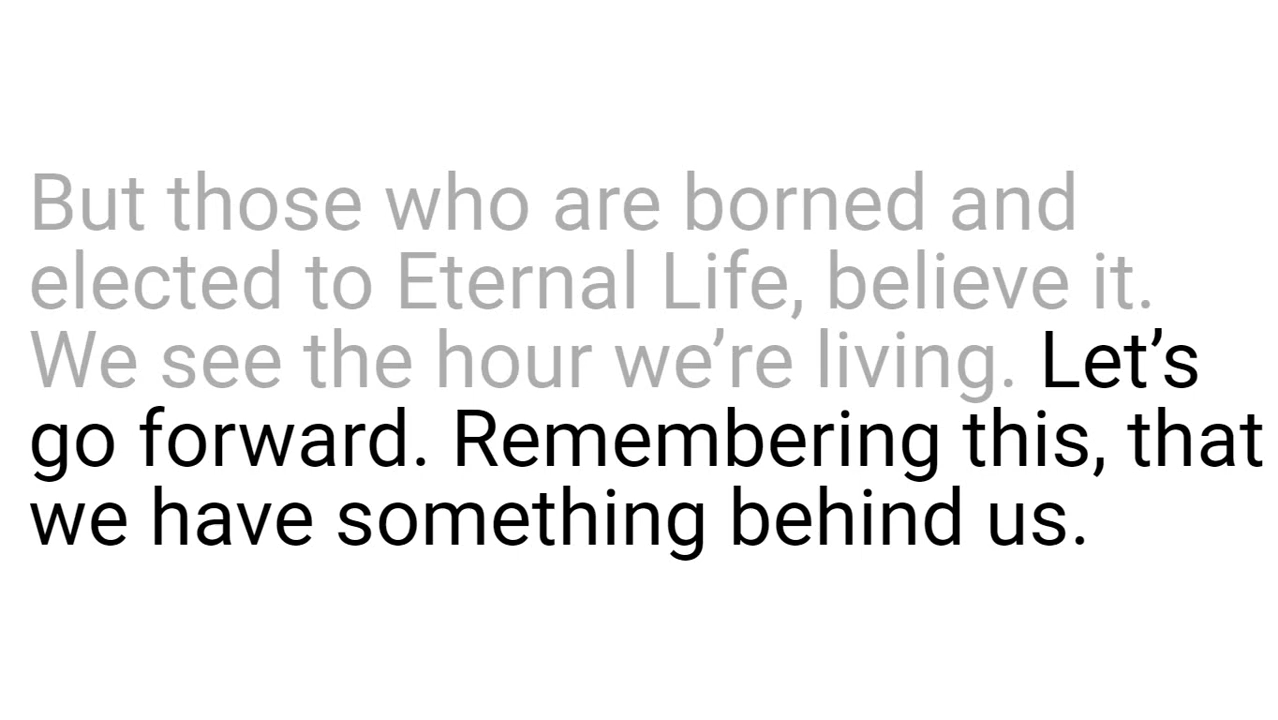 But those who are borned and
elected to Eternal Life, believe it.
We see the hour we’re living. Let’s
go forward. Remembering this, that
we have something behind us.